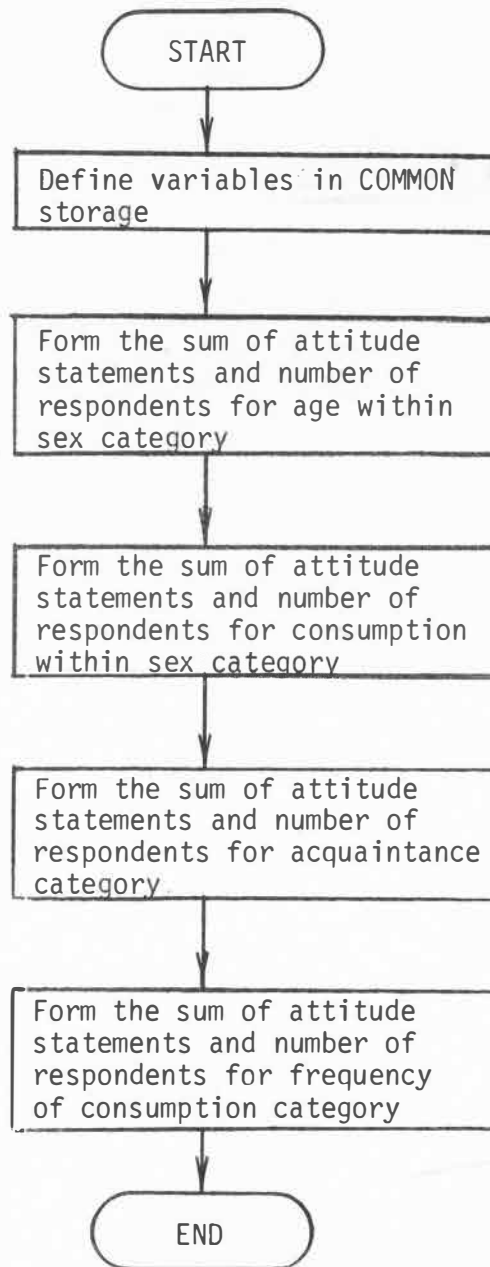 START
Define variables in COMMON
storage
Form the sum of attitude
statements and number of
respondents for age within
sex category
Form the sum of attitude
statements and number of
respondents for consumption
within sex category
Form the sum of attitude
statements and number of
respondents for acquaintance
category
Form the sum of attitude
statements and number of
respondents for frequency
of consumption category
END